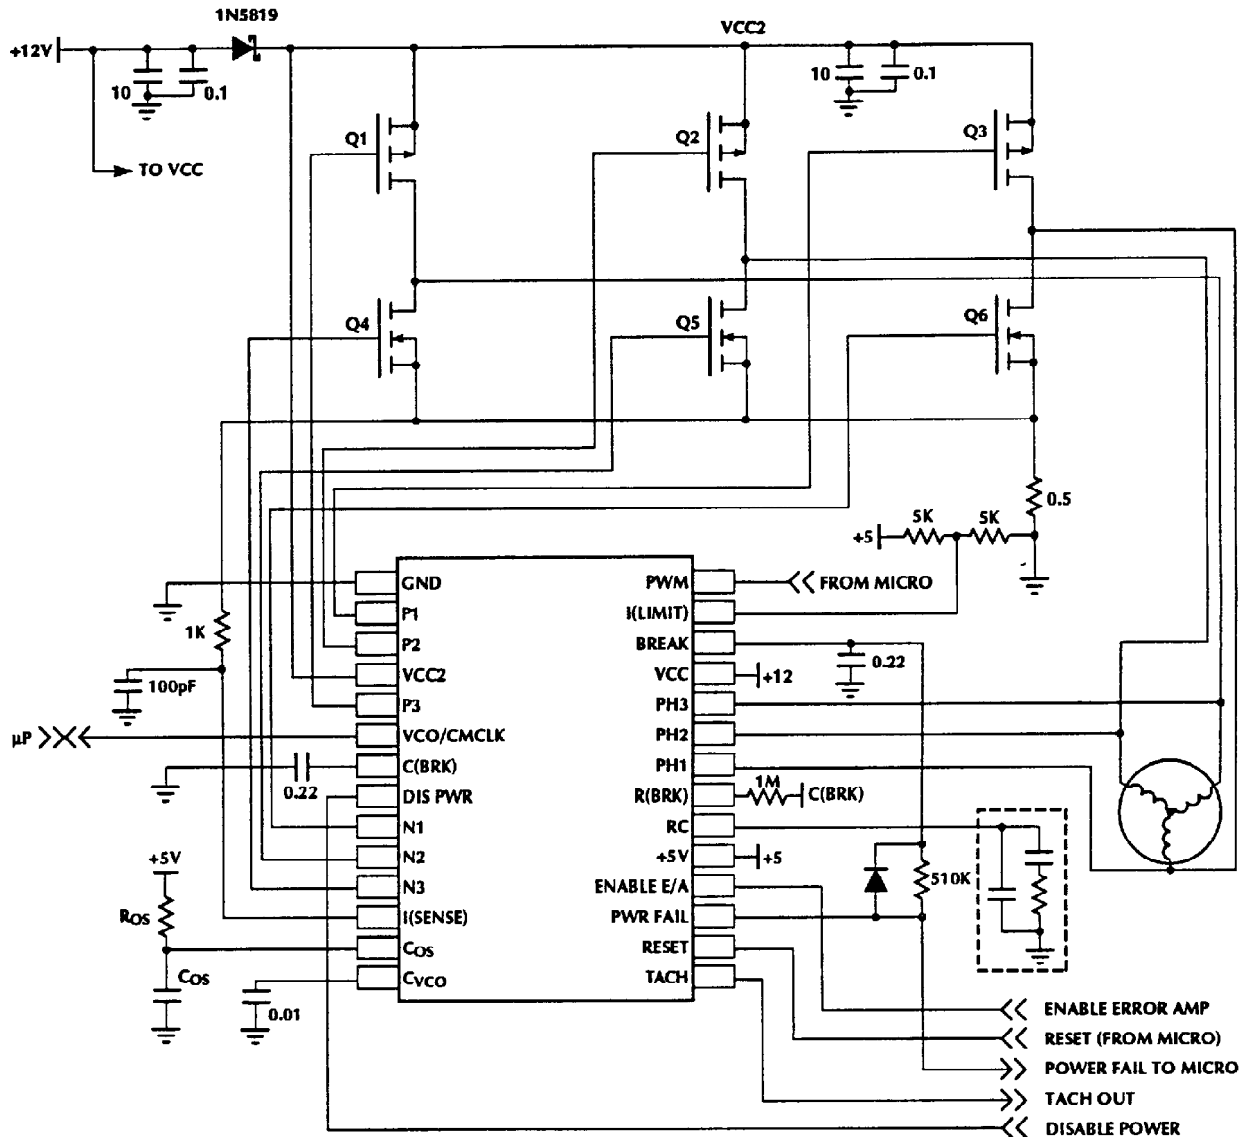 1N5819
+12V
VCC2
10
0.1
10
0.1
TO VCC
Q1
Q2
Q3
Q4
Q5
Q6
0.5
5K
5K
+5
GND
P1
P2
VCC2
P3
VCO/CMCLK
C(BRK)
DIS PWR
N1
N2
N3
I(SENSE)
COS
CVCO
PWM
I(LIMIT)
BREAK
VCC
PH3
PH2
PH1
R(BRK)
RC
+5V
ENABLE E/A
PWR FAIL
RESET
TACH
FROM MICRO
1K
100pF
0.22
+12
µP
0.22
1M
C(BRK)
+5
510K
+5V
ROS
COS
0.01
ENABLE ERROR AMP
RESET (FROM MICRO)
POWER FAIL TO MICRO
TACH OUT
DISABLE POWER